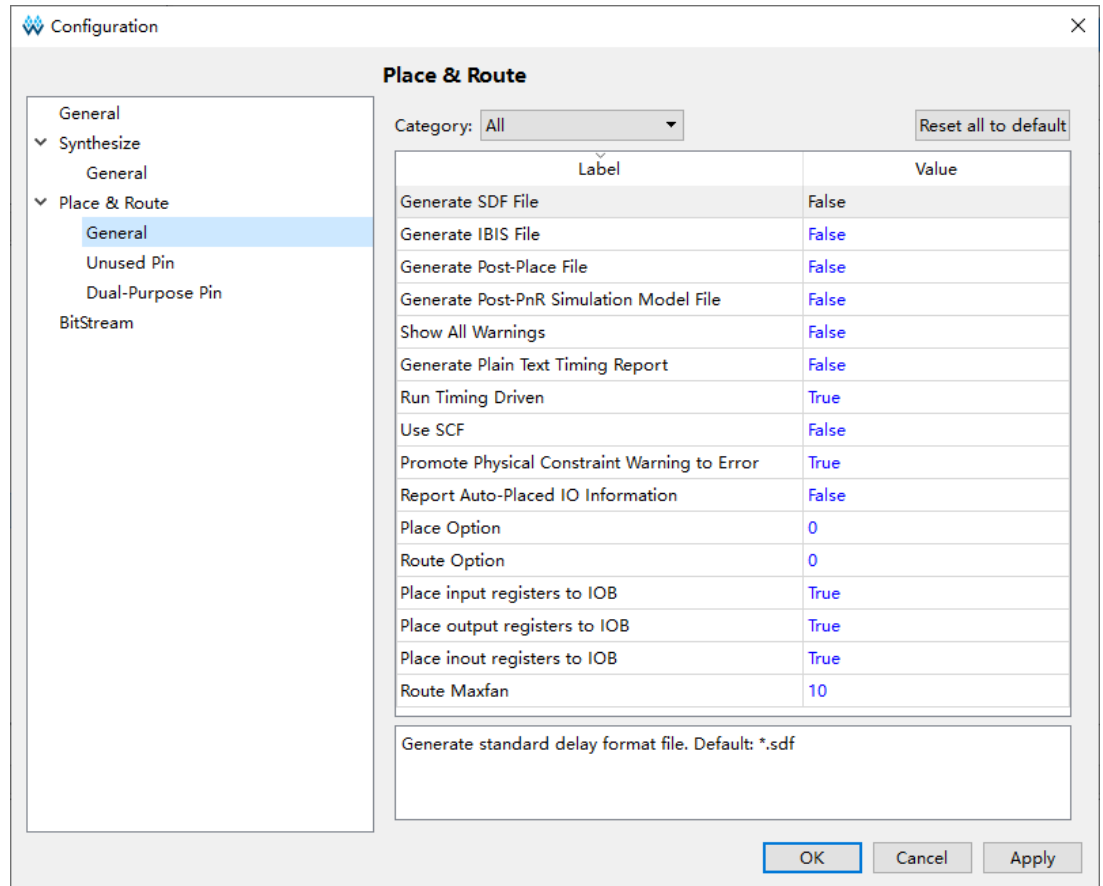 Configuration
Place & Route
General
Synthesize
General
Place & Route
General
Unused Pin
Dual-Purpose Pin
BitStream
Category: All
Reset all to default
Label Value
Generate SDF File False
Generate IBIS File False
Generate Post-Place File False
Generate Post-PnR Simulation Model File False
Show All Warnings False
Generate Plain Text Timing Report False
Run Timing Driven True
Use SCF False
Promote Physical Constraint Warning to Error True
Report Auto-Placed IO Information False
Place Option 0
Route Option 0
Place input registers to IOB True
Place output registers to IOB True
Place inout registers to IOB True
Route Maxfan 10
Generate standard delay format file. Default: *.sdf
OK Cancel Apply